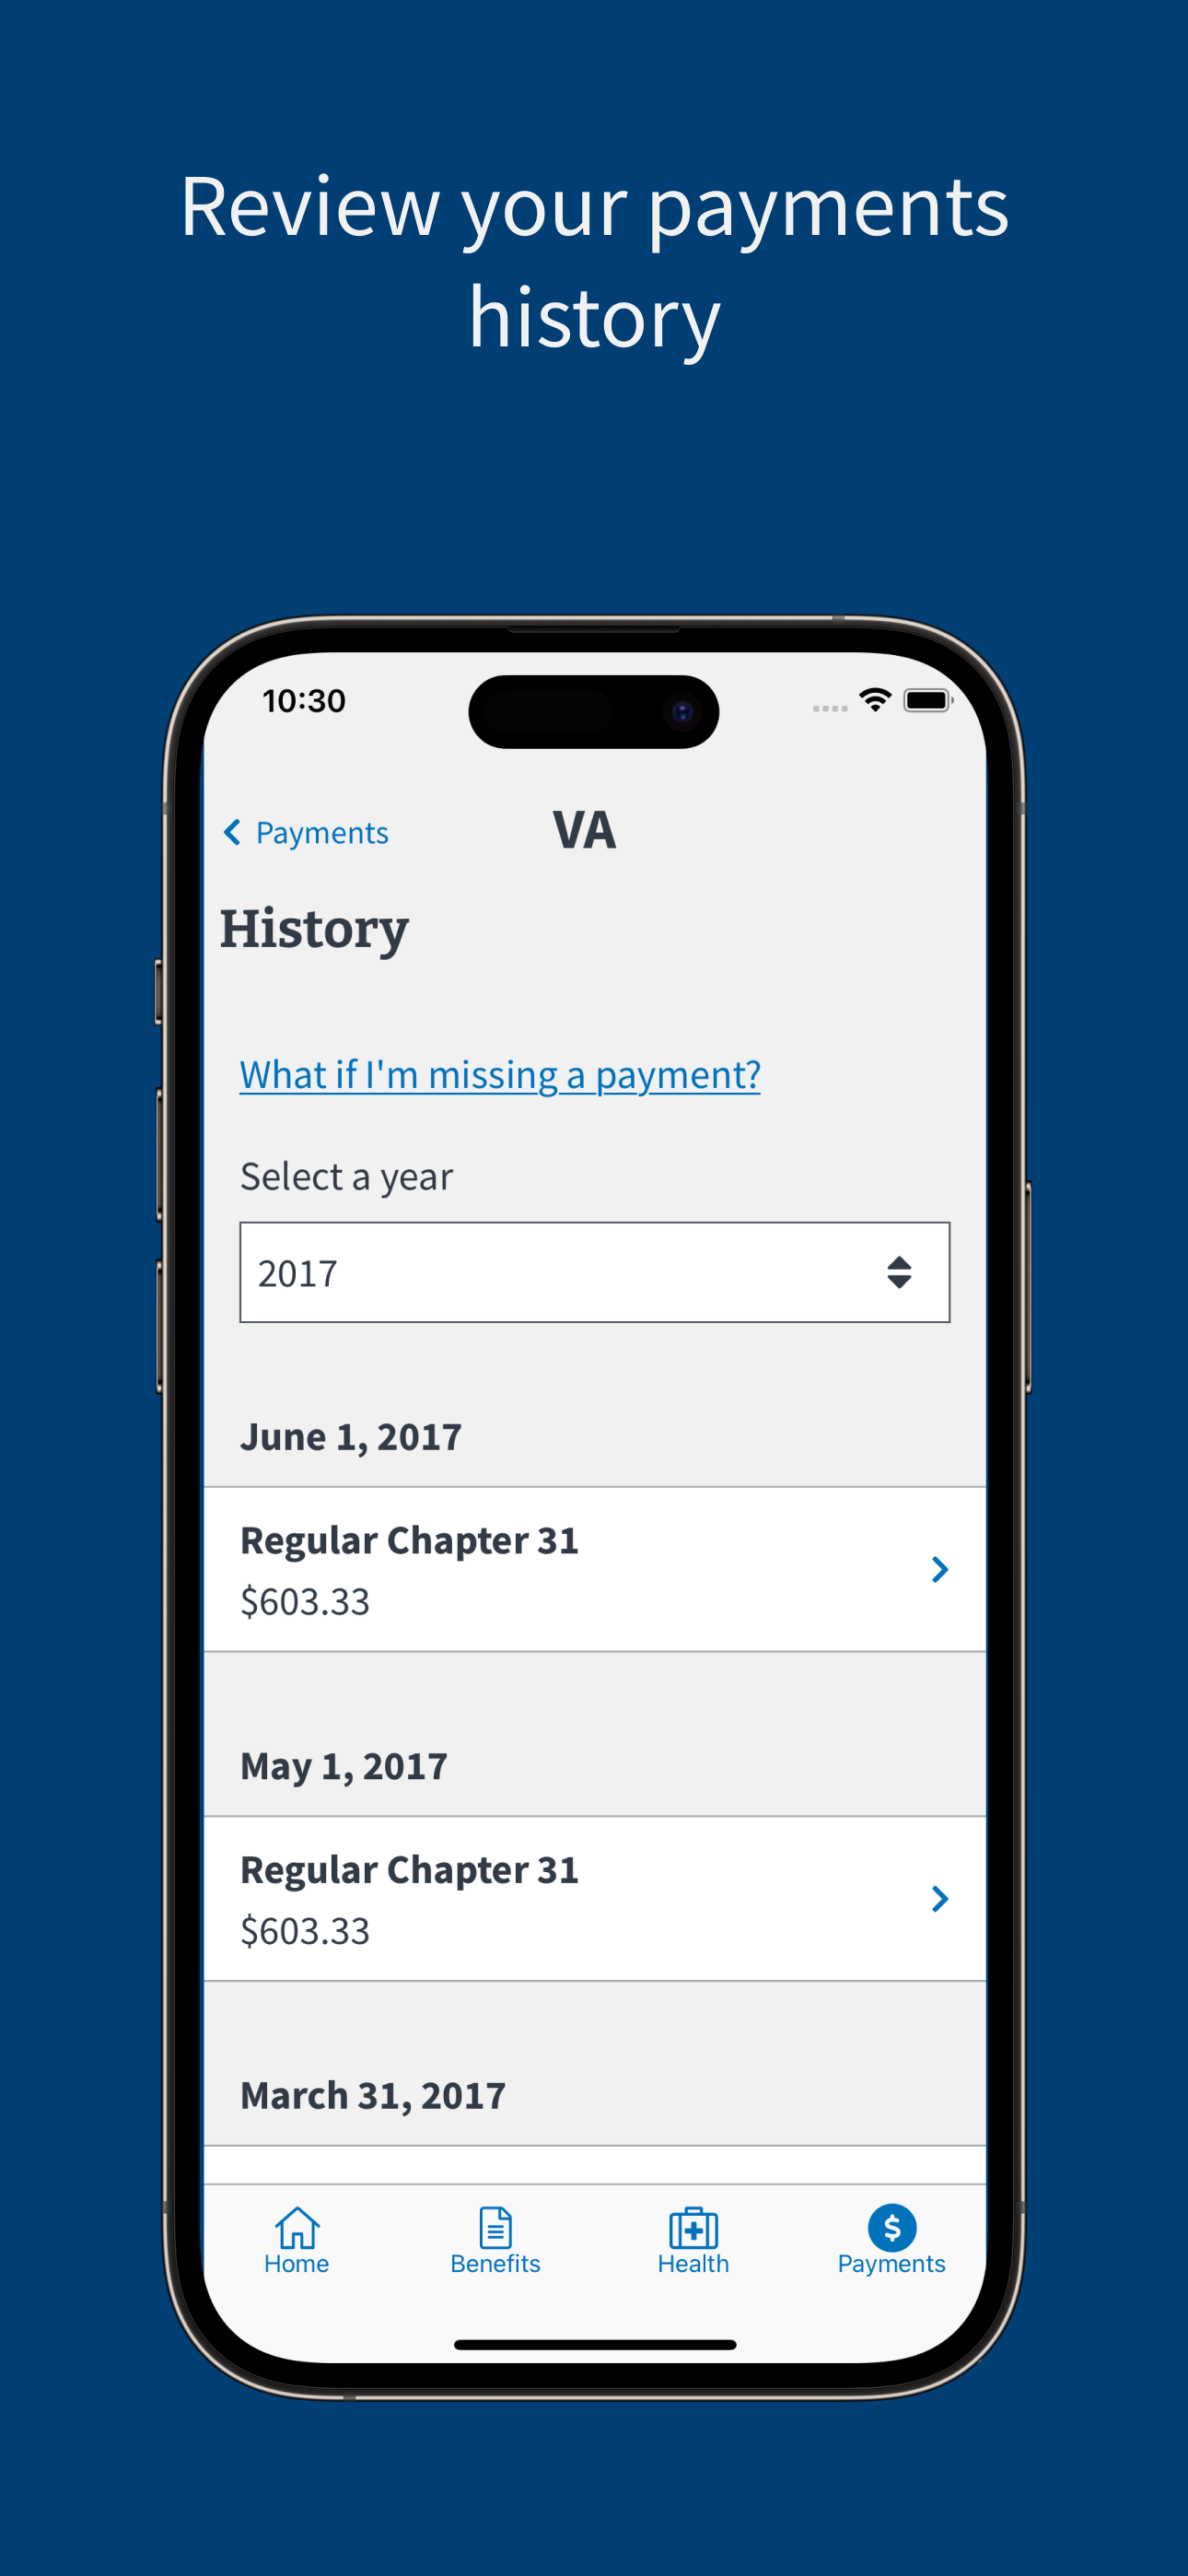 Review your payments
history
10:30
Payments
VA
History
What if I'm missing a payment?
Select a year
2017
June 1, 2017
Regular Chapter 31
$603.33
May 1, 2017
Regular Chapter 31
$603.33
March 31, 2017
Home
Benefits
Health
Payments